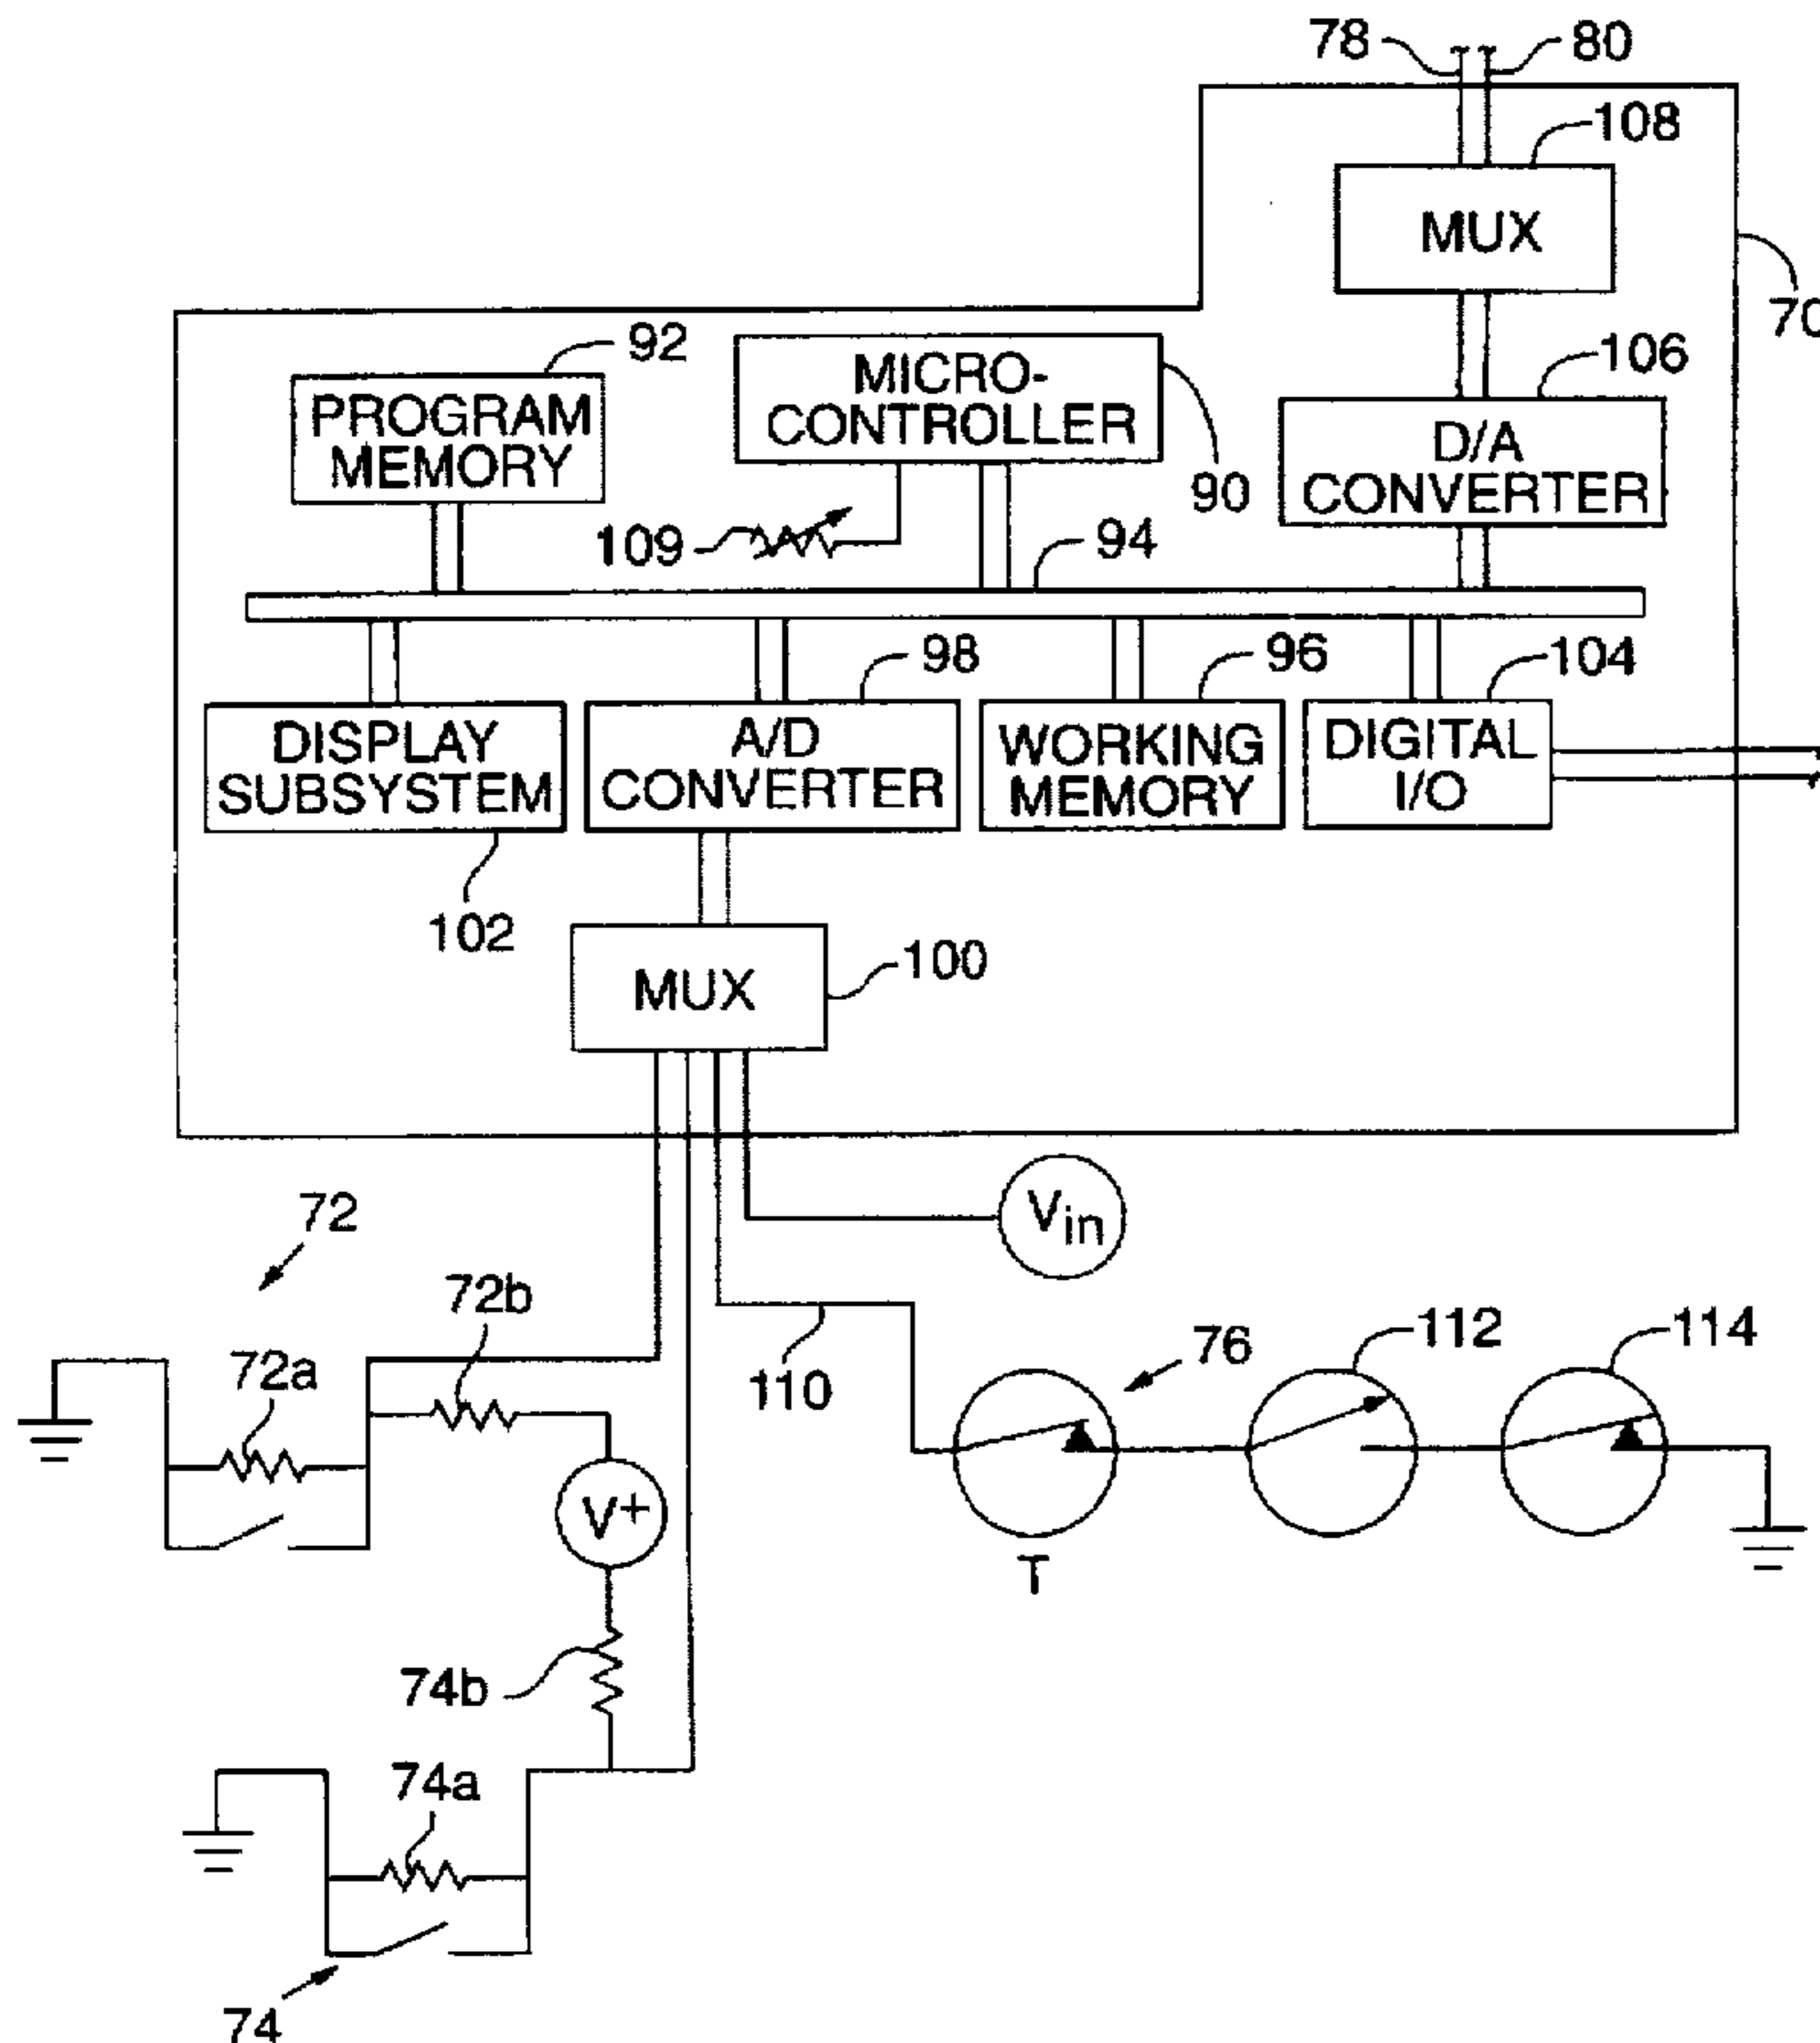 78
80
108
MUX
70
92
PROGRAM
MEMORY
MICRO-
CONTROLLER
90
106
D/A
CONVERTER
109
94
98
96
104
DISPLAY
SUBSYSTEM
A/D
CONVERTER
WORKING
MEMORY
DIGITAL
I/O
102
MUX
100
72
Vin
72b
72a
110
76
112
114
V+
T
74b
74a
74